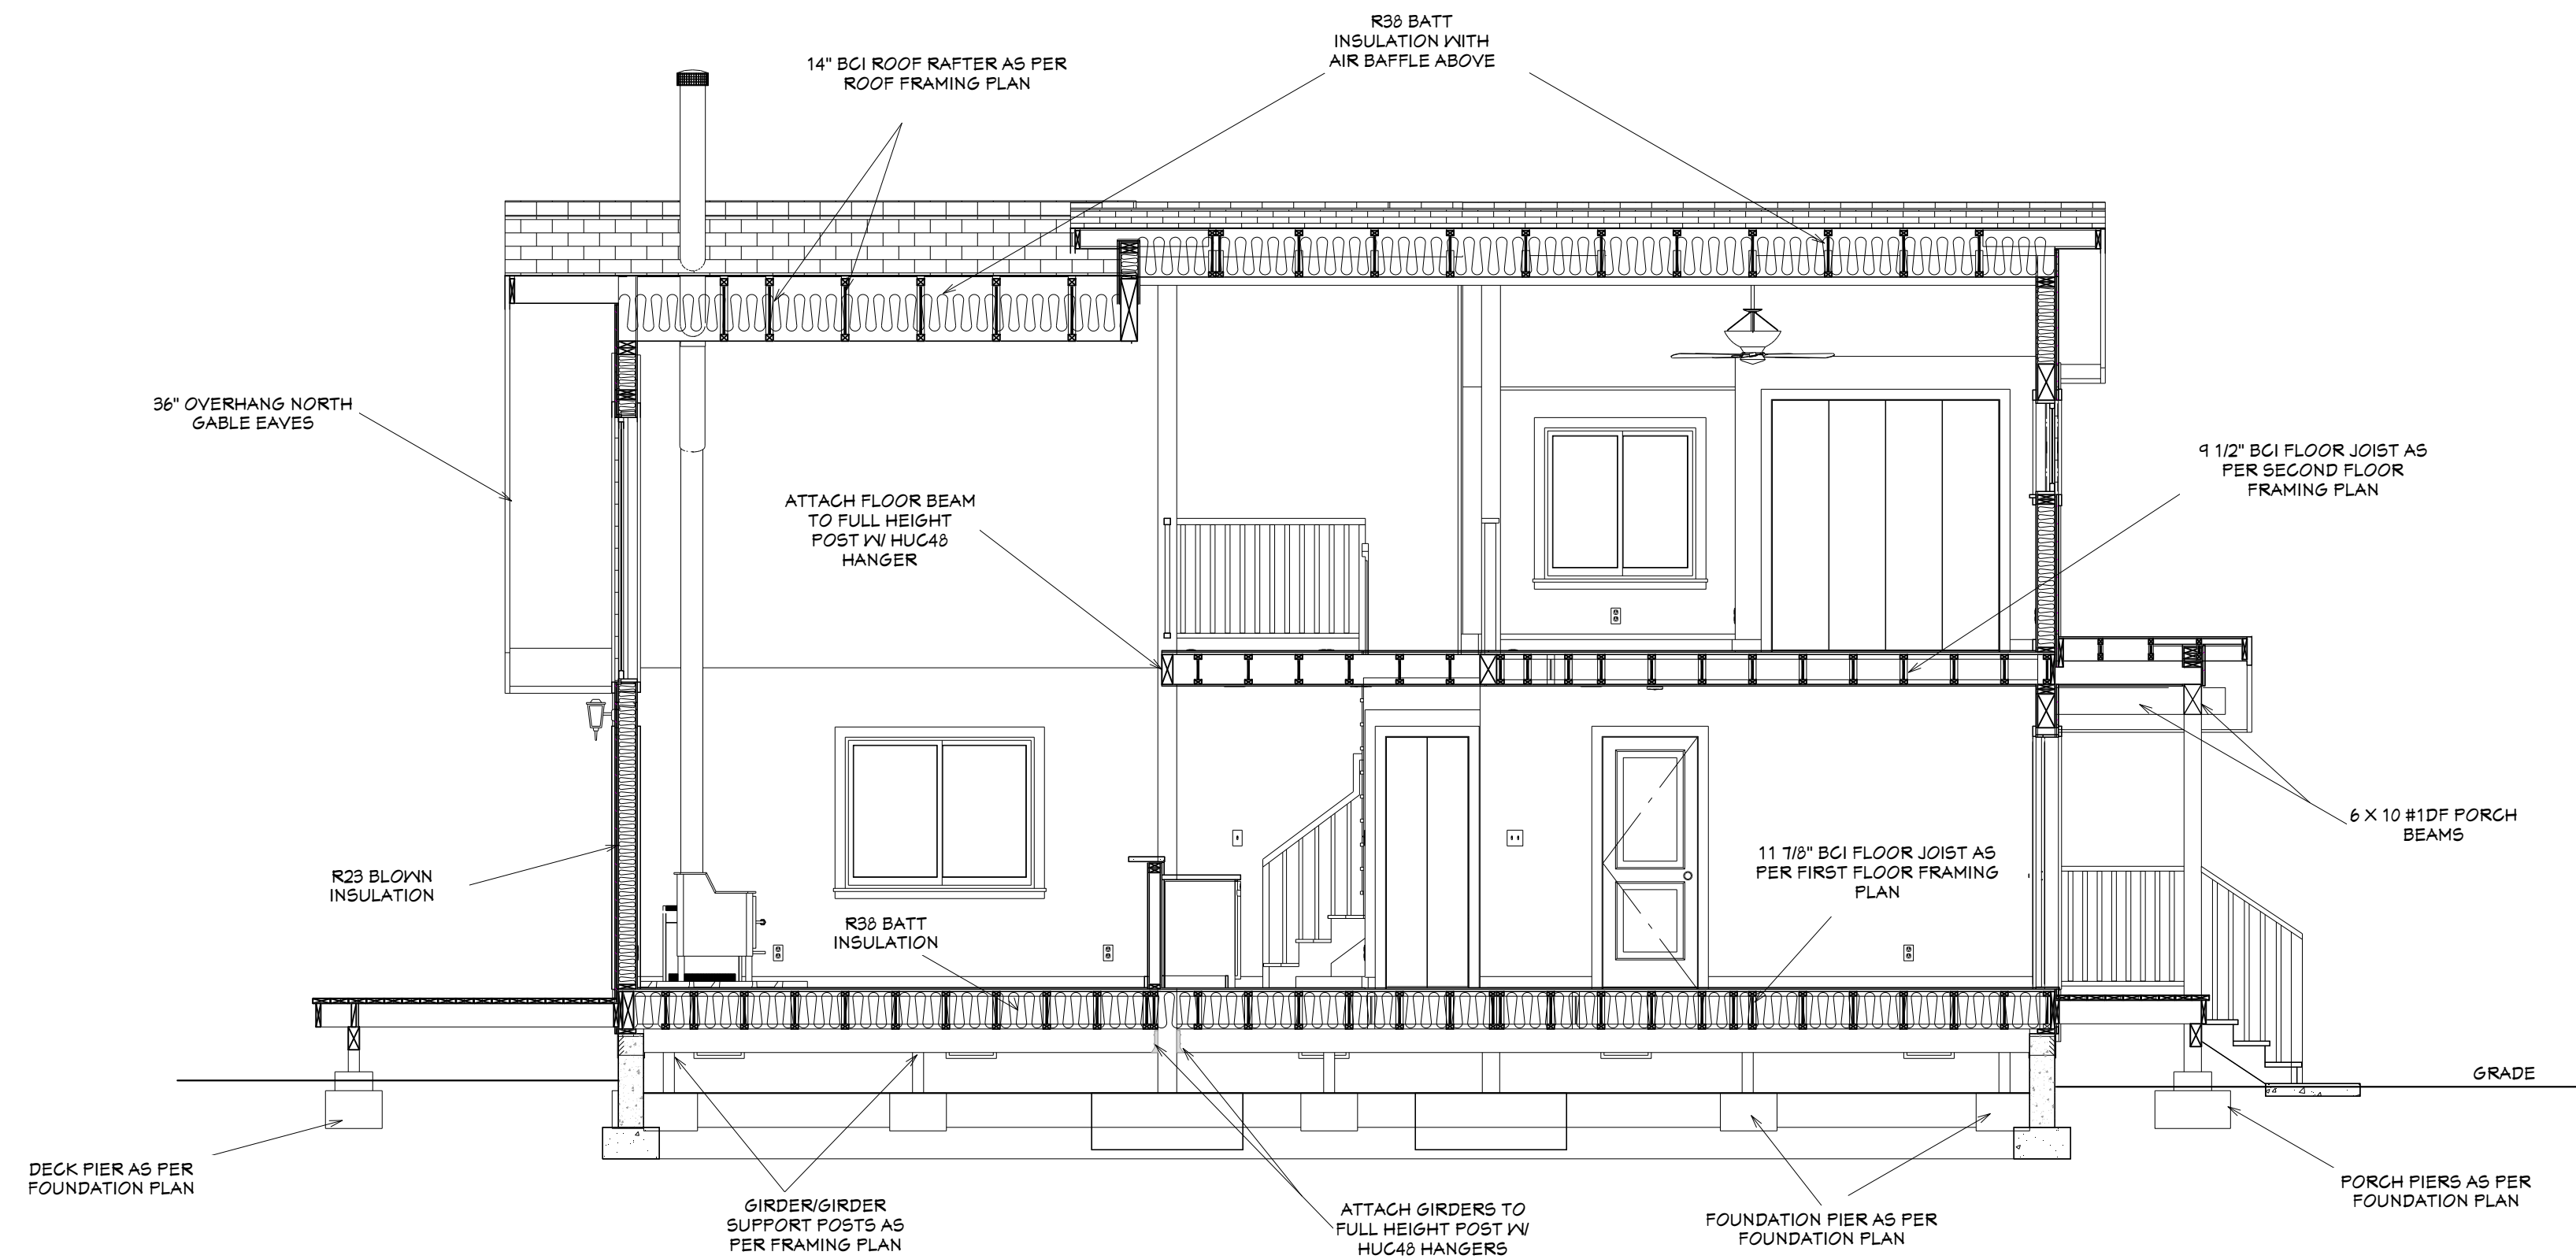 R38 BATT
INSULATION WITH
AIR BAFFLE ABOVE
14" BCI ROOF RAFTER AS PER
ROOF FRAMING PLAN
36" OVERHANG NORTH
GABLE EAVES
9 1/2" BCI FLOOR JOIST AS
PER SECOND FLOOR
FRAMING PLAN
ATTACH FLOOR BEAM
TO FULL HEIGHT
POST W/ HUC48
HANGER
6 X 10 #1DF PORCH
BEAMS
11 7/8" BCI FLOOR JOIST AS
PER FIRST FLOOR FRAMING
PLAN
R23 BLOWN
INSULATION
R38 BATT
INSULATION
GRADE
DECK PIER AS PER
FOUNDATION PLAN
GIRDER/GIRDER
SUPPORT POSTS AS
PER FRAMING PLAN
ATTACH GIRDERS TO
FULL HEIGHT POST W/
HUC48 HANGERS
FOUNDATION PIER AS PER
FOUNDATION PLAN
PORCH PIERS AS PER
FOUNDATION PLAN